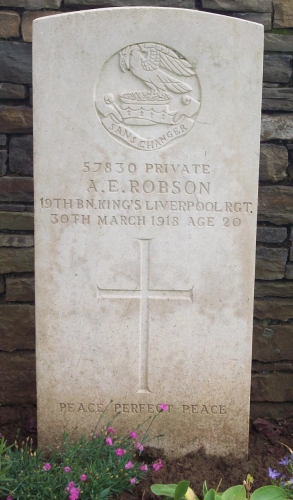 SANS CHANGER
57830 PRIVATE
A. E. ROBSON
19TH BN. KING'S LIVERPOOL RGT.
30TH MARCH 1918 AGE 20
PEACE PERFECT PEACE